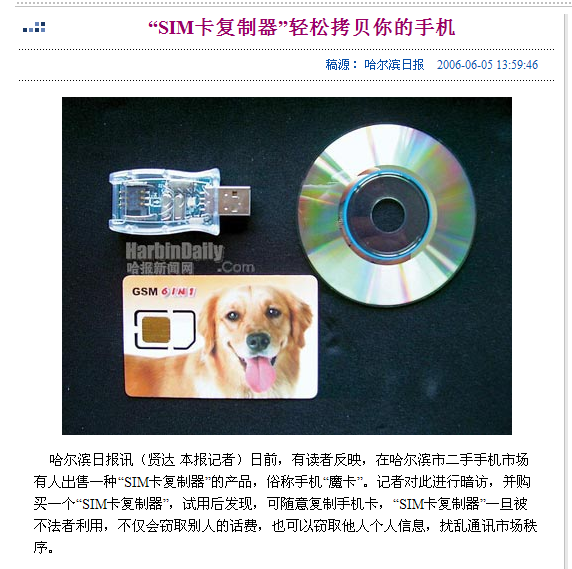 “SIM卡复制器”轻松拷贝你的手机
稿源： 哈尔滨日报 2006-06-05 13:59:46
HarbinDaily
哈报新闻网 .Com
GSM 6 IN 1
哈尔滨日报讯（贤达 本报记者）日前，有读者反映，在哈尔滨市二手手机市场
有人出售一种“SIM卡复制器”的产品，俗称手机“魔卡”。记者对此进行暗访，并购
买一个“SIM卡复制器”，试用后发现，可随意复制手机卡，“SIM卡复制器”一旦被
不法者利用，不仅会窃取别人的话费，也可以窃取他人个人信息，扰乱通讯市场秩
序。